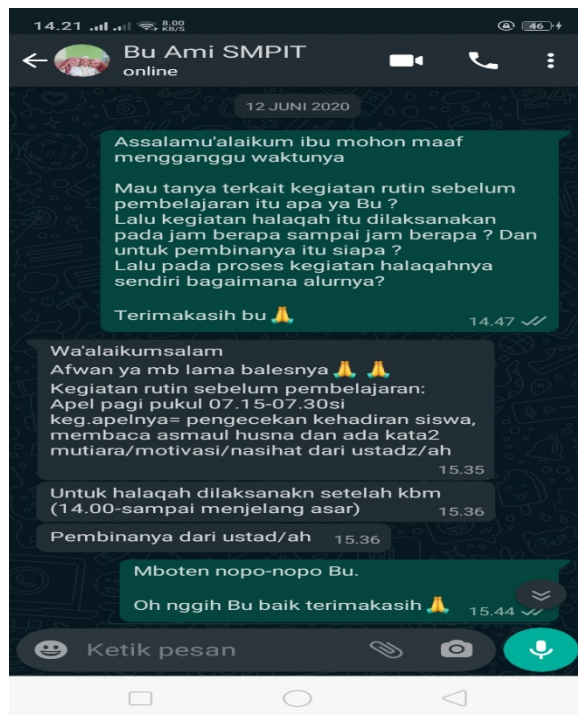 14.21 8.00 KB/S 46
Bu Ami SMPIT
online
12 JUNI 2020
Assalamu'alaikum ibu mohon maaf
mengganggu waktunya
Mau tanya terkait kegiatan rutin sebelum
pembelajaran itu apa ya Bu ?
Lalu kegiatan halaqah itu dilaksanakan
pada jam berapa sampai jam berapa ? Dan
untuk pembinanya itu siapa ?
Lalu pada proses kegiatan halaqahnya
sendiri bagaimana alurnya?
Terimakasih bu 🙏
14.47
Wa'alaikumsalam
Afwan ya mb lama balesnya 🙏 🙏
Kegiatan rutin sebelum pembelajaran:
Apel pagi pukul 07.15-07.30si
keg.apelnya= pengecekan kehadiran siswa,
membaca asmaul husna dan ada kata2
mutiara/motivasi/nasihat dari ustadz/ah
15.35
Untuk halaqah dilaksanakn setelah kbm
(14.00-sampai menjelang asar) 15.36
Pembinanya dari ustad/ah 15.36
Mboten nopo-nopo Bu.
Oh nggih Bu baik terimakasih 🙏 15.44
Ketik pesan